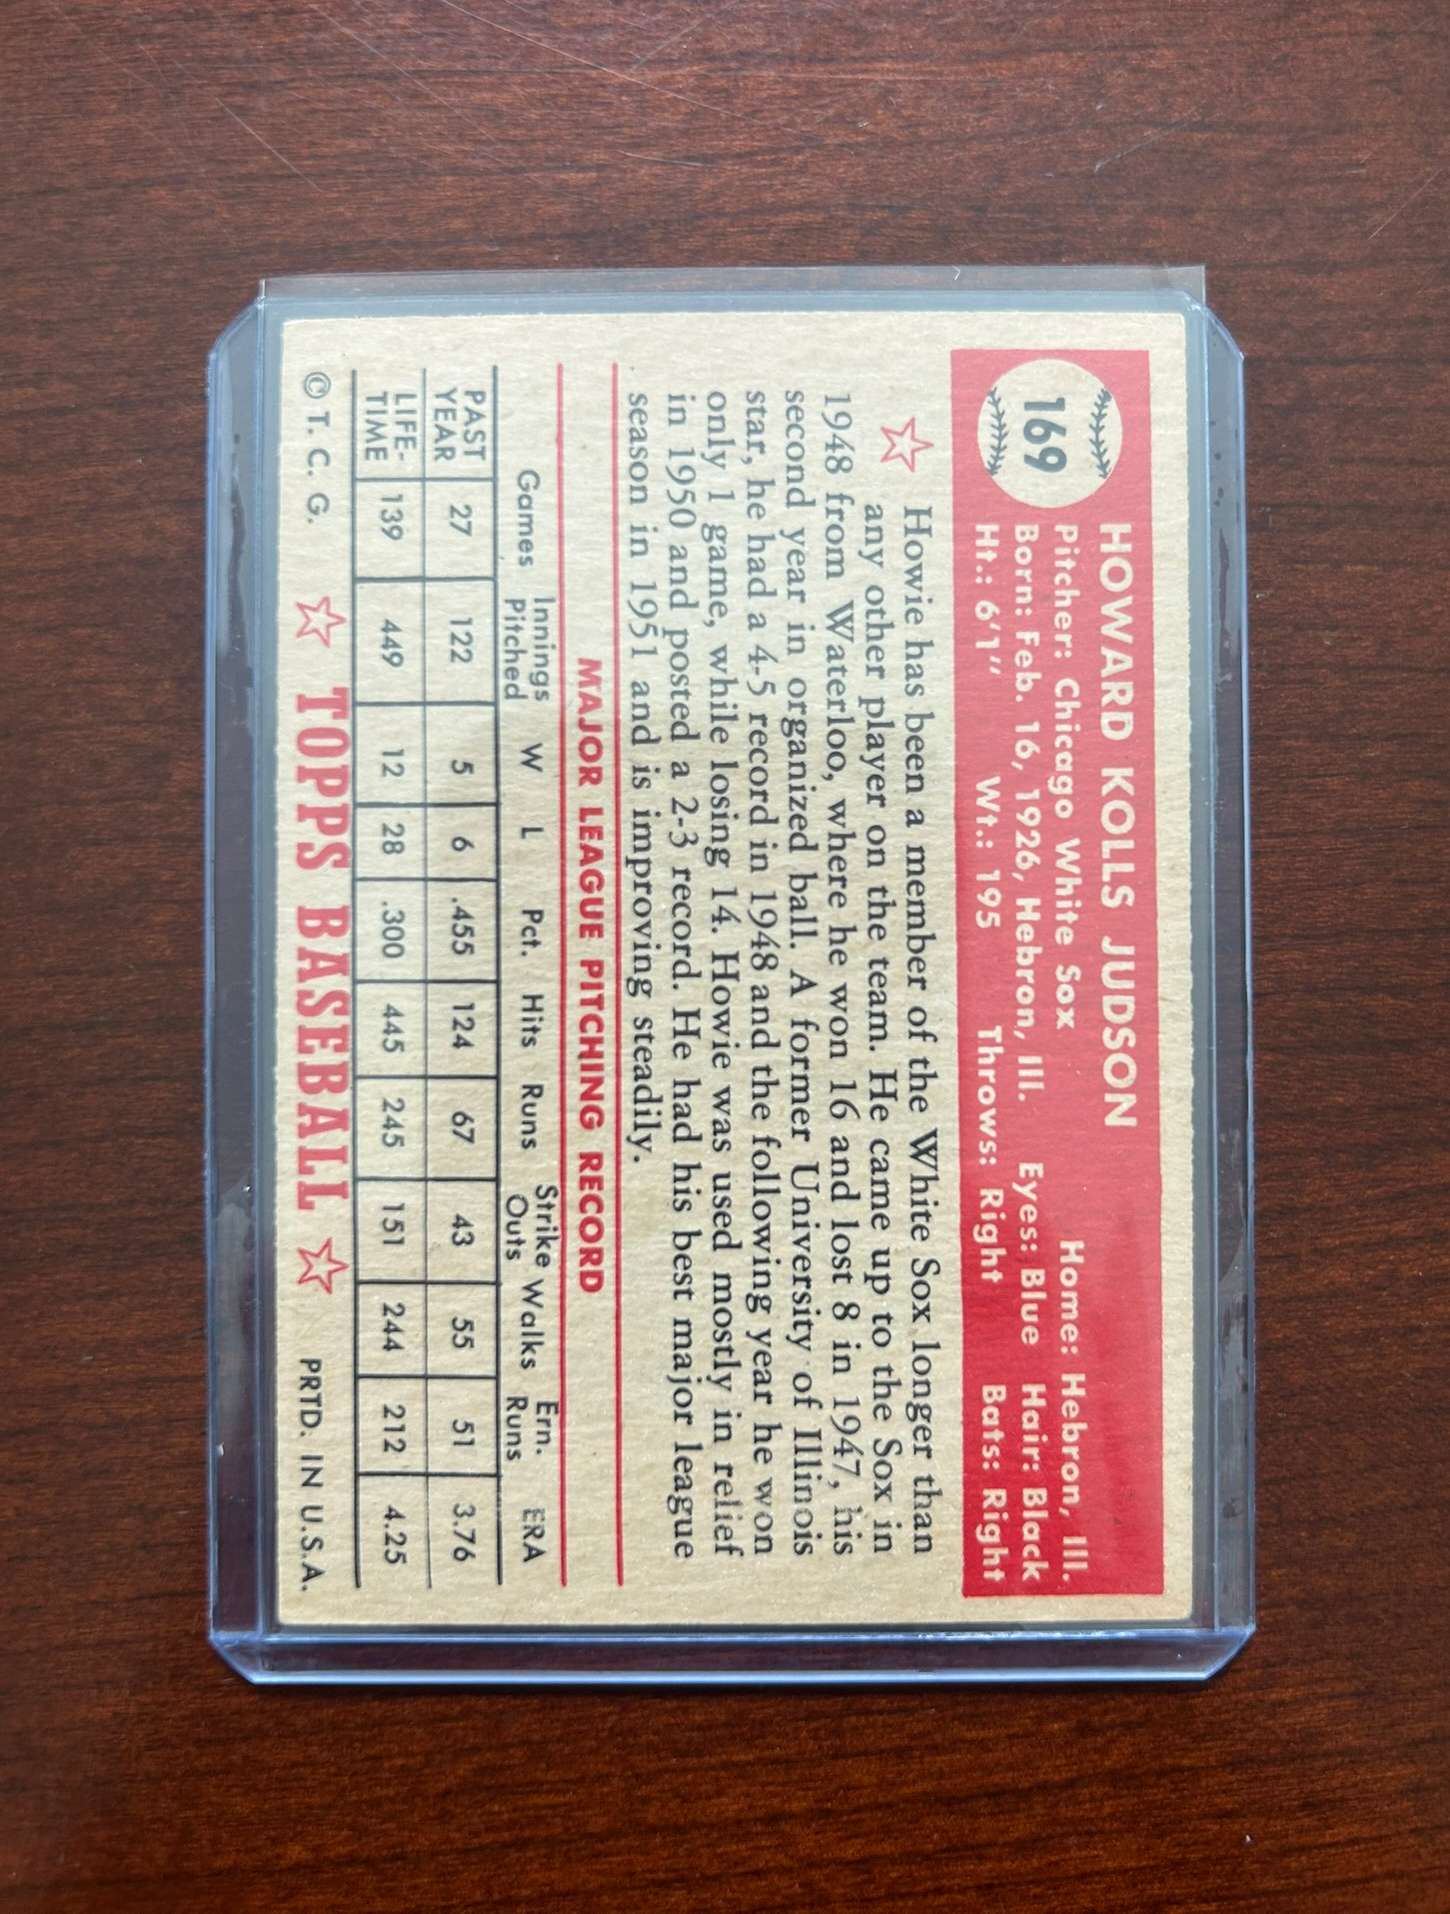 169
HOWARD KOLLS JUDSON
Pitcher: Chicago White Sox Home: Hebron, Ill.
Born: Feb. 16, 1926, Hebron, Ill. Eyes: Blue Hair: Black
Ht.: 6'1" Wt.: 195 Throws: Right Bats: Right
Howie has been a member of the White Sox longer than
any other player on the team. He came up to the Sox in
1948 from Waterloo, where he won 16 and lost 8 in 1947, his
second year in organized ball. A former University of Illinois
star, he had a 4-5 record in 1948 and the following year he won
only 1 game, while losing 14. Howie was used mostly in relief
in 1950 and posted a 2-3 record. He had his best major league
season in 1951 and is improving steadily.
MAJOR LEAGUE PITCHING RECORD
Games Innings Pitched W L Pct. Hits Runs Strike Outs Walks Ern. Runs ERA
PAST YEAR 27 122 5 6 .455 124 67 43 55 51 3.76
LIFE-TIME 139 449 12 28 .300 445 245 151 244 212 4.25
© T. C. G. TOPPS BASEBALL PRTD. IN U.S.A.